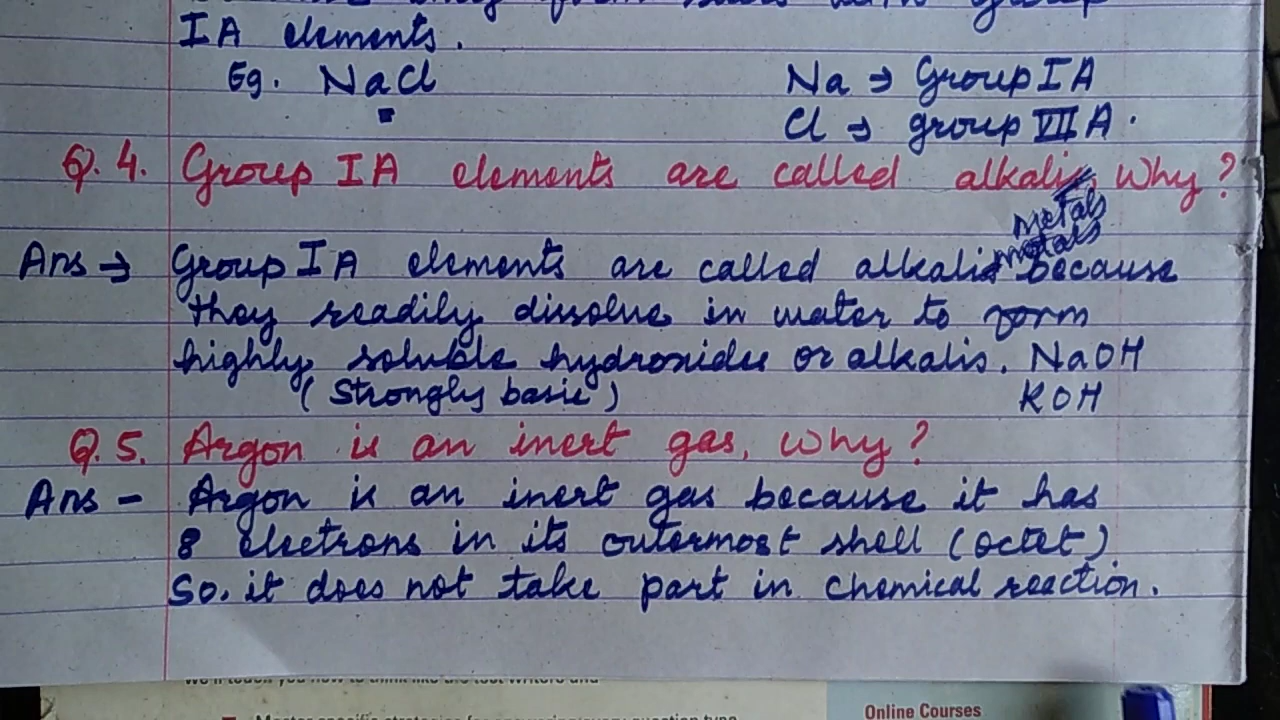 IA elements.
Eg. NaCl
Na → Group IA
Cl → group VII A.
Q.4. Group IA elements are called alkali, Why?
metals
metals
Ans → Group IA elements are called alkali because
they readily dissolve in water to form
highly soluble hydroxides or alkalis. NaOH
(Strongly basic) KOH
Q.5. Argon is an inert gas, Why?
Ans - Argon is an inert gas because it has
8 electrons in its outermost shell (octet)
So, it does not take part in chemical reaction.
Online Courses